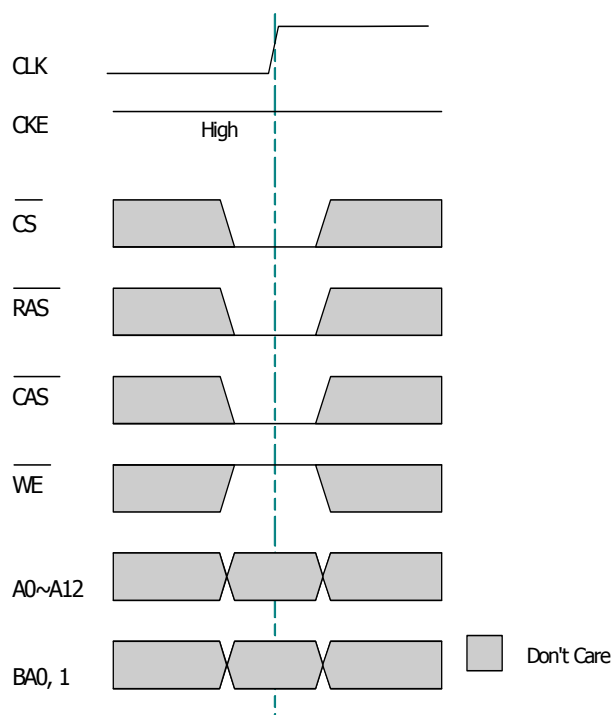 CLK
CKE
High
CS
RAS
CAS
WE
A0~A12
BA0, 1
Don't Care